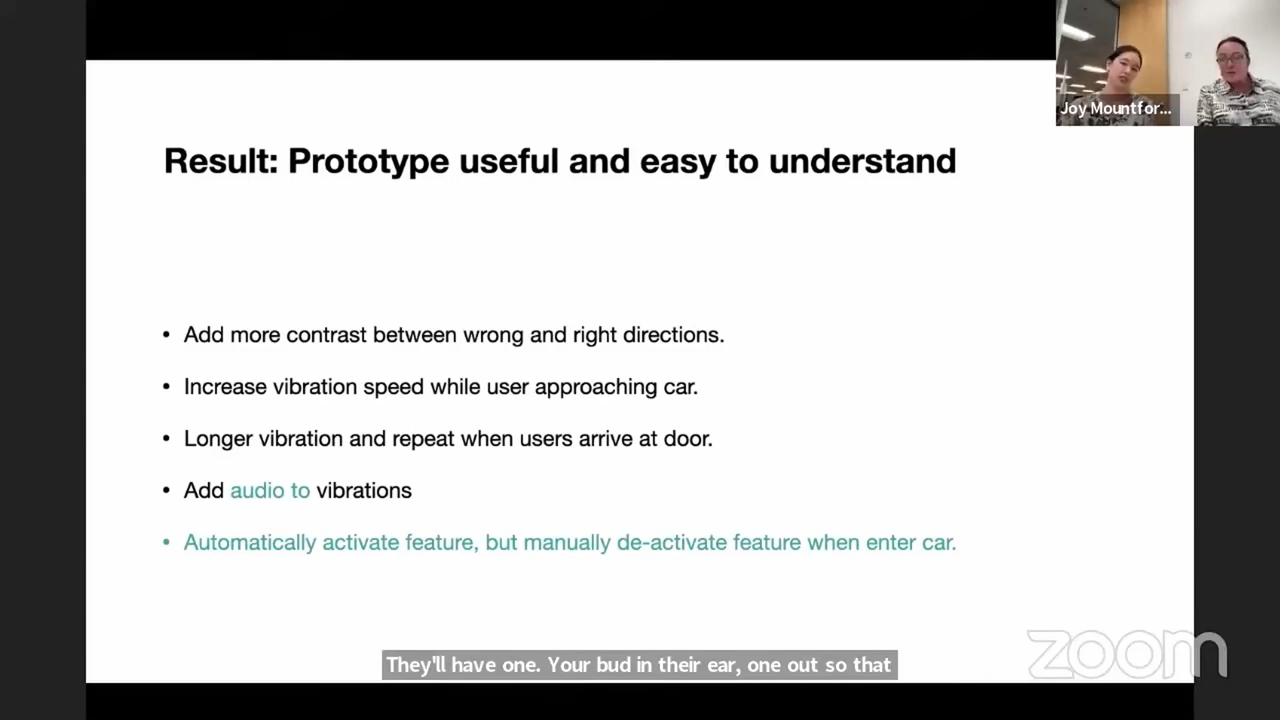 Joy Mountfor...
Result: Prototype useful and easy to understand
• Add more contrast between wrong and right directions.
• Increase vibration speed while user approaching car.
• Longer vibration and repeat when users arrive at door.
• Add audio to vibrations
• Automatically activate feature, but manually de-activate feature when enter car.
They'll have one. Your bud in their ear, one out so that
zoom